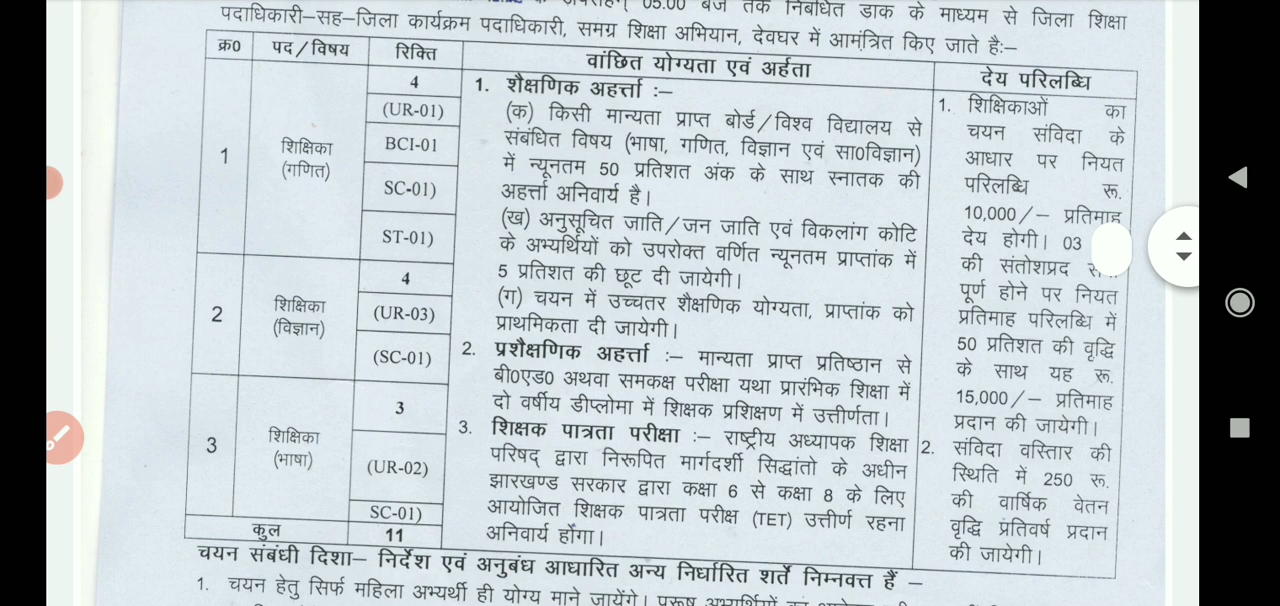 05.00 बजे तक निबंधित डाक के माध्यम से जिला शिक्षा
पदाधिकारी–सह–जिला कार्यक्रम पदाधिकारी, समग्र शिक्षा अभियान, देवघर में आमंत्रित किए जाते हैः–
क्र0
पद/विषय
रिक्ति
वांछित योग्यता एवं अर्हता
देय परिलब्धि
1
शिक्षिका
(गणित)
4
(UR-01)
BCI-01
SC-01)
ST-01)
2
शिक्षिका
(विज्ञान)
4
(UR-03)
(SC-01)
3
शिक्षिका
(भाषा)
3
(UR-02)
SC-01)
कुल
11
1. शैक्षणिक अहर्त्ता :–
(क) किसी मान्यता प्राप्त बोर्ड/विश्व विद्यालय से
संबंधित विषय (भाषा, गणित, विज्ञान एवं सा0विज्ञान)
में न्यूनतम 50 प्रतिशत अंक के साथ स्नातक की
अहर्त्ता अनिवार्य है।
(ख) अनुसूचित जाति/जन जाति एवं विकलांग कोटि
के अभ्यर्थियों को उपरोक्त वर्णित न्यूनतम प्राप्तांक में
5 प्रतिशत की छूट दी जायेगी।
(ग) चयन में उच्चतर शैक्षणिक योग्यता, प्राप्तांक को
प्राथमिकता दी जायेगी।
2. प्रशैक्षणिक अहर्त्ता :– मान्यता प्राप्त प्रतिष्ठान से
बी0एड0 अथवा समकक्ष परीक्षा यथा प्रारंभिक शिक्षा में
दो वर्षीय डीप्लोमा में शिक्षक प्रशिक्षण में उत्तीर्णता।
3. शिक्षक पात्रता परीक्षा :– राष्ट्रीय अध्यापक शिक्षा
परिषद् द्वारा निरूपित मार्गदर्शी सिद्धांतो के अधीन
झारखण्ड सरकार द्वारा कक्षा 6 से कक्षा 8 के लिए
आयोजित शिक्षक पात्रता परीक्ष (TET) उत्तीर्ण रहना
अनिवार्य होंगा।
1. शिक्षिकाओं का
चयन संविदा के
आधार पर नियत
परिलब्धि रू.
10,000/– प्रतिमाह
देय होगी। 03
की संतोशप्रद
पूर्ण होने पर नियत
प्रतिमाह परिलब्धि में
50 प्रतिशत की वृद्धि
के साथ यह रू.
15,000/– प्रतिमाह
प्रदान की जायेगी।
2. संविदा वस्तिार की
स्थिति में 250 रू.
की वार्षिक वेतन
वृद्धि प्रतिवर्ष प्रदान
की जायेगी।
चयन संबंधी दिशा– निर्देश एवं अनुबंध आधारित अन्य निर्धारित शर्तें निम्नवत्त हैं –
1. चयन हेतु सिर्फ महिला अभ्यर्थी ही योग्य माने जायेंगे। पुरूष अभ्यर्थियों